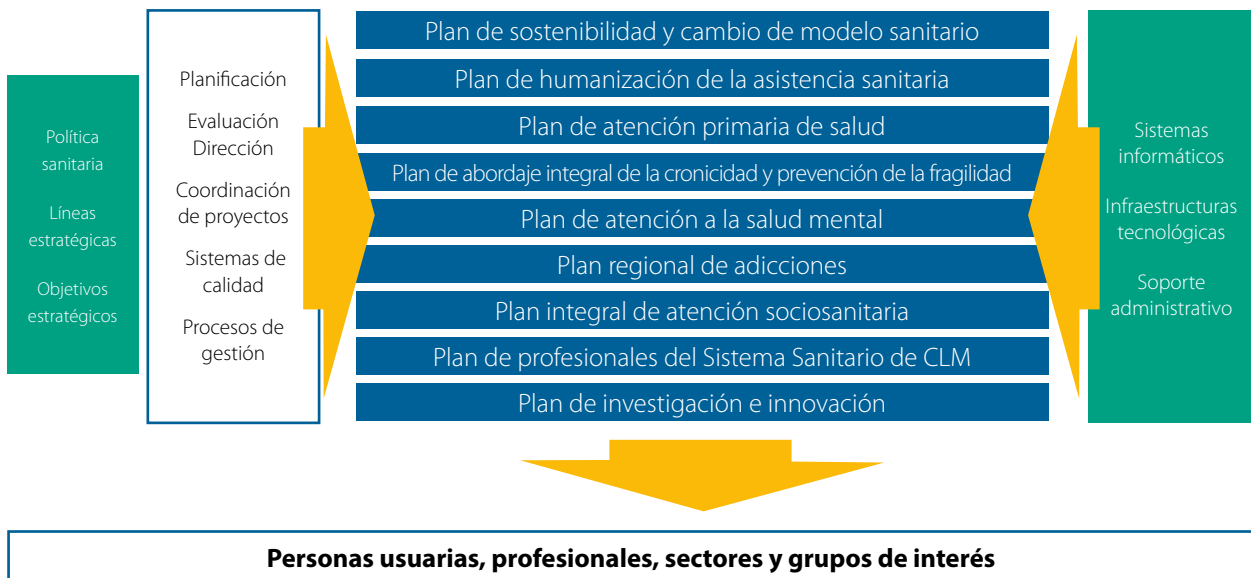 Política
sanitaria
Líneas
estratégicas
Objetivos
estratégicos
Planificación
Evaluación
Dirección
Coordinación
de proyectos
Sistemas de
calidad
Procesos de
gestión
Plan de sostenibilidad y cambio de modelo sanitario
Plan de humanización de la asistencia sanitaria
Plan de atención primaria de salud
Plan de abordaje integral de la cronicidad y prevención de la fragilidad
Plan de atención a la salud mental
Plan regional de adicciones
Plan integral de atención sociosanitaria
Plan de profesionales del Sistema Sanitario de CLM
Plan de investigación e innovación
Sistemas
informáticos
Infraestructuras
tecnológicas
Soporte
administrativo
Personas usuarias, profesionales, sectores y grupos de interés